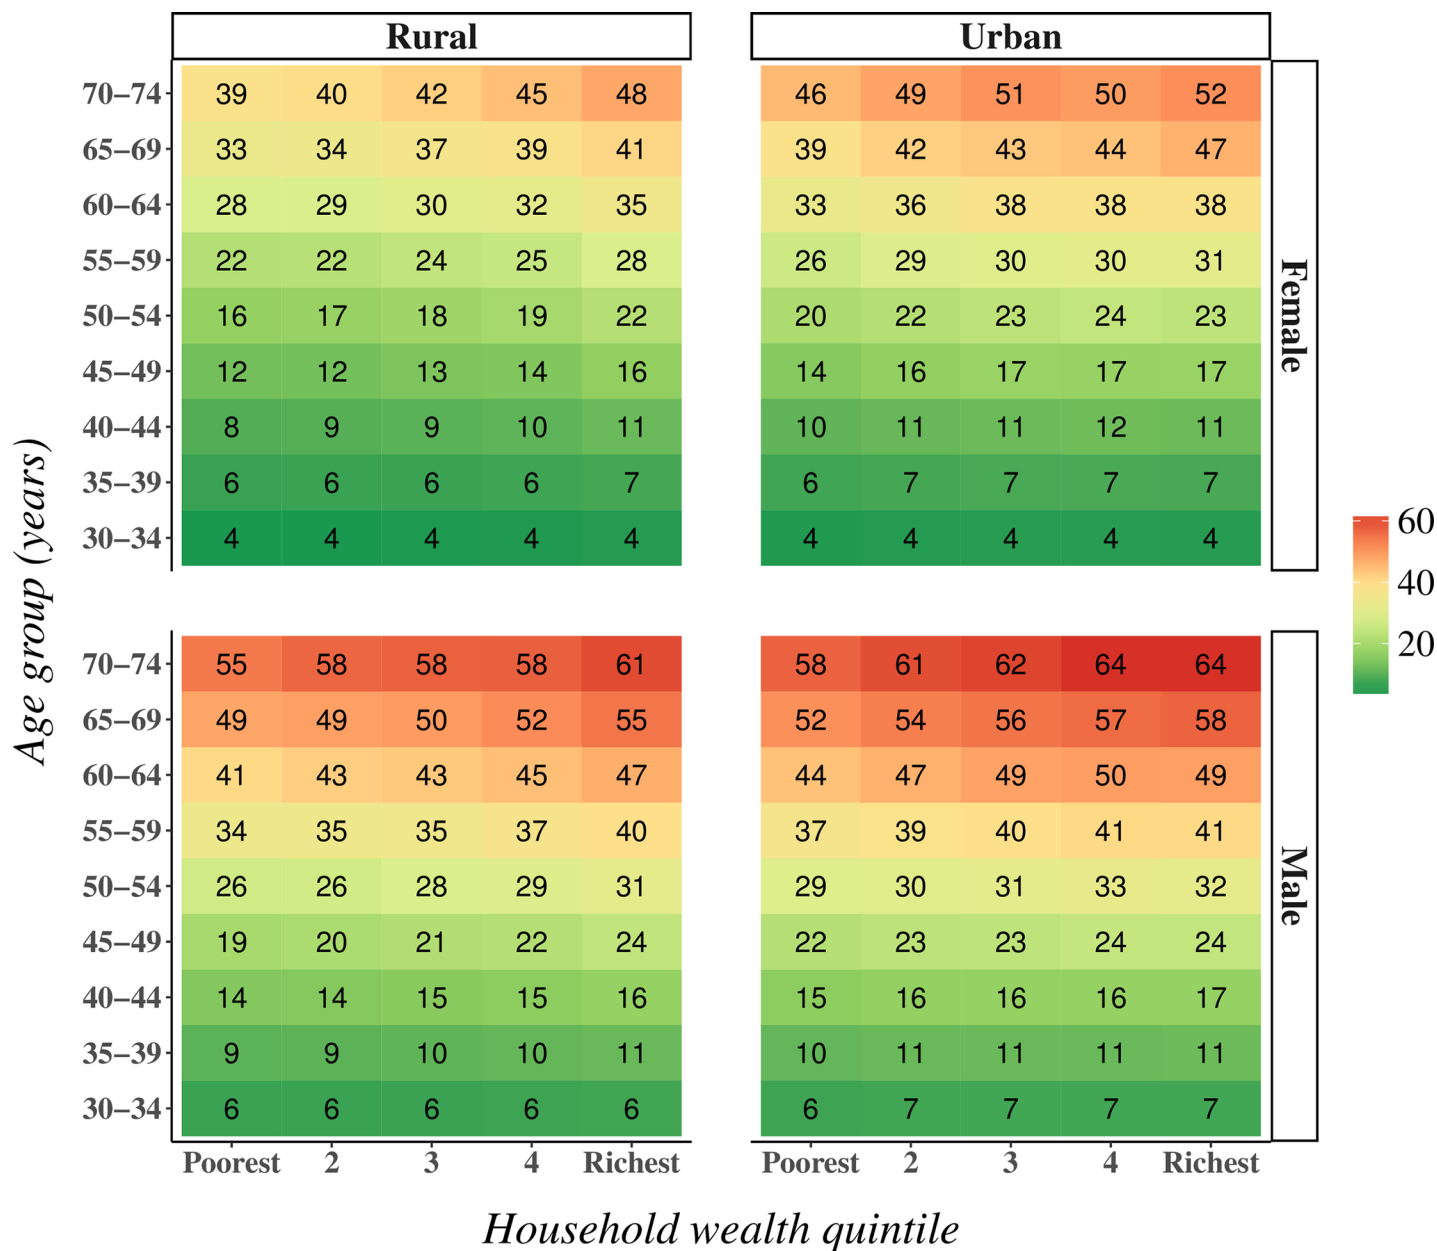 Rural Urban
70–74 39 40 42 45 48 46 49 51 50 52
65–69 33 34 37 39 41 39 42 43 44 47
60–64 28 29 30 32 35 33 36 38 38 38
55–59 22 22 24 25 28 26 29 30 30 31
50–54 16 17 18 19 22 20 22 23 24 23
45–49 12 12 13 14 16 14 16 17 17 17
40–44 8 9 9 10 11 10 11 11 12 11
35–39 6 6 6 6 7 6 7 7 7 7
30–34 4 4 4 4 4 4 4 4 4 4
Female
70–74 55 58 58 58 61 58 61 62 64 64
65–69 49 49 50 52 55 52 54 56 57 58
60–64 41 43 43 45 47 44 47 49 50 49
55–59 34 35 35 37 40 37 39 40 41 41
50–54 26 26 28 29 31 29 30 31 33 32
45–49 19 20 21 22 24 22 23 23 24 24
40–44 14 14 15 15 16 15 16 16 16 17
35–39 9 9 10 10 11 10 11 11 11 11
30–34 6 6 6 6 6 6 7 7 7 7
Male
Poorest 2 3 4 Richest Poorest 2 3 4 Richest
Household wealth quintile
Age group (years)
60
40
20